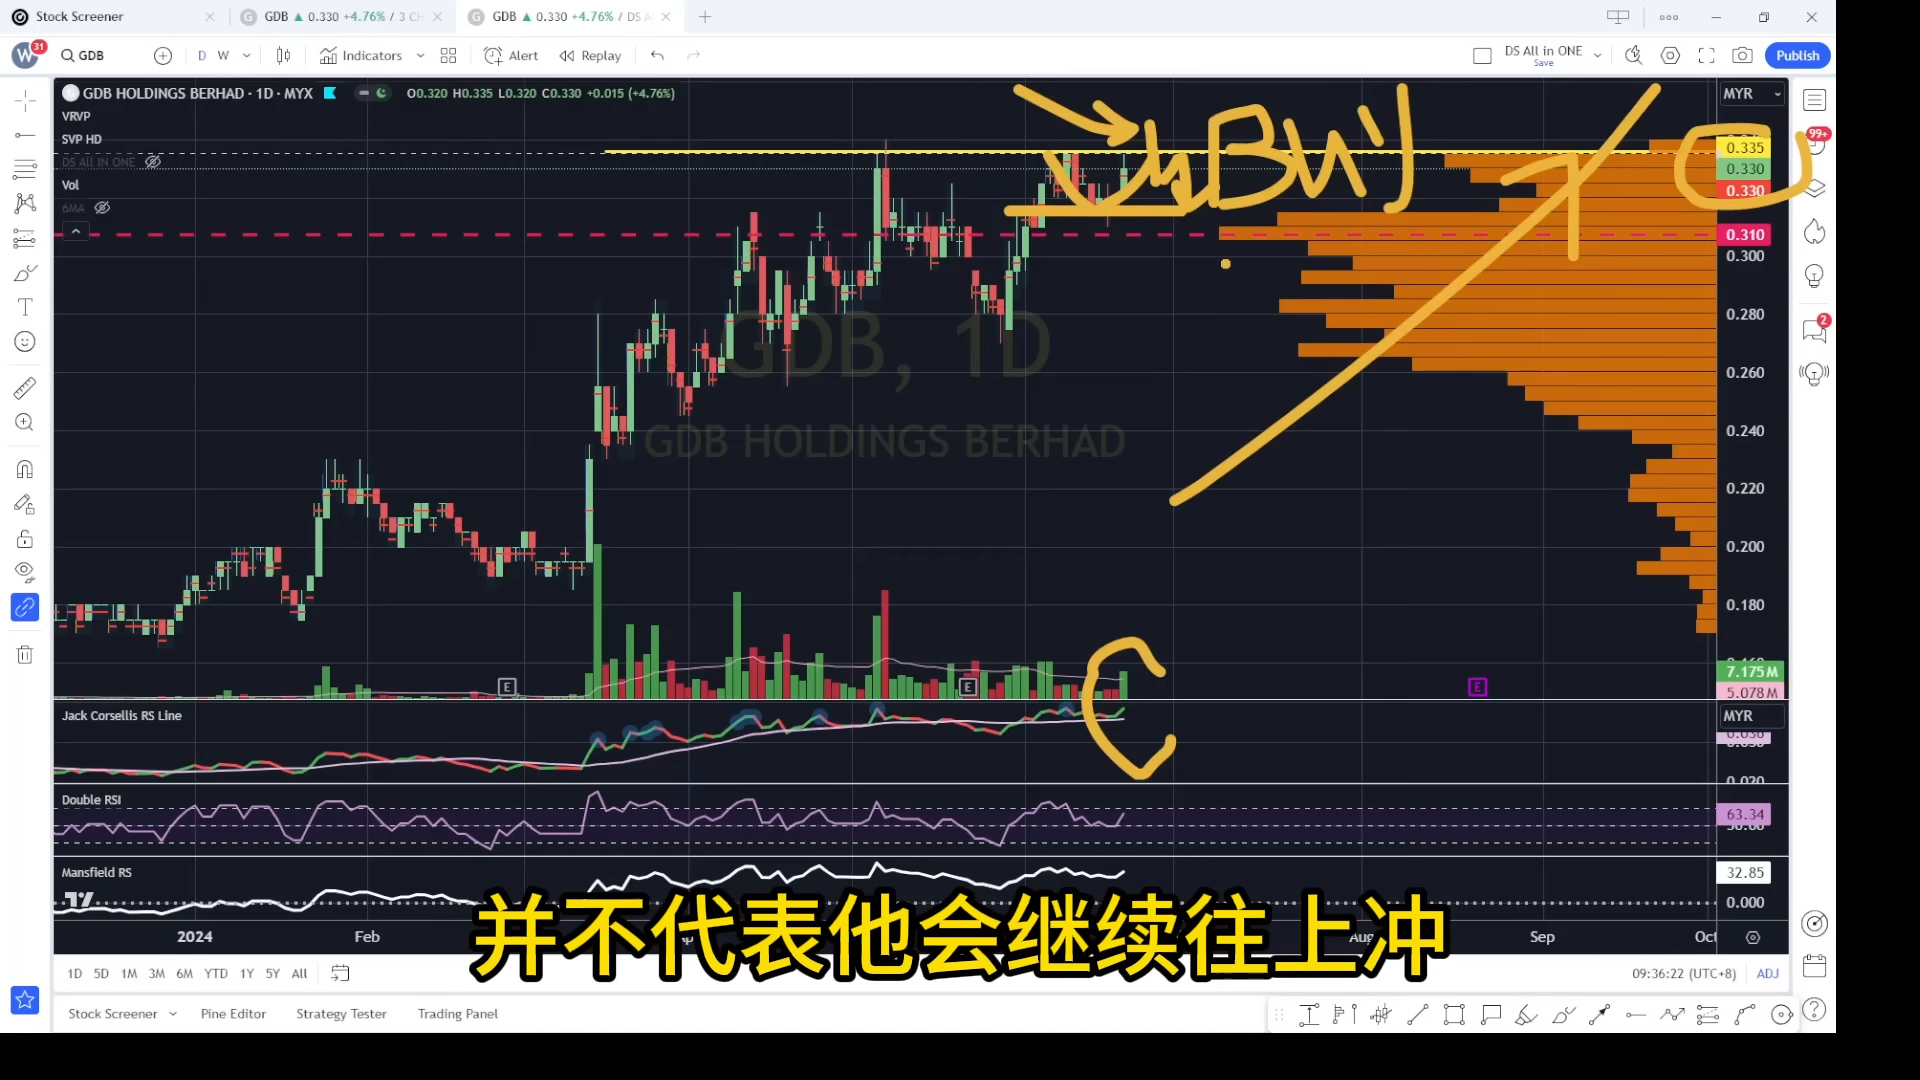 Stock Screener
GDB ▲ 0.330 +4.76% / 3 CH
GDB ▲ 0.330 +4.76% / DS A
W 31
GDB
D W
Indicators
Alert
Replay
DS All in ONE
Save
Publish
GDB HOLDINGS BERHAD · 1D · MYX
O0.320 H0.335 L0.320 C0.330 +0.015 (+4.76%)
VRVP
SVP HD
DS All IN ONE
Vol
6MA
BUY
GDB, 1D
GDB HOLDINGS BERHAD
MYR
0.335
0.330
0.330
0.310
0.300
0.280
0.260
0.240
0.220
0.200
0.180
7.175M
5.078M
99+
2
E
E
E
Jack Corsellis RS Line
MYR
Double RSI
63.34
Mansfield RS
32.85
0.000
并不代表他会继续往上冲
2024
Feb
Aug
Sep
Oct
1D 5D 1M 3M 6M YTD 1Y 5Y All
09:36:22 (UTC+8)
ADJ
Stock Screener
Pine Editor
Strategy Tester
Trading Panel